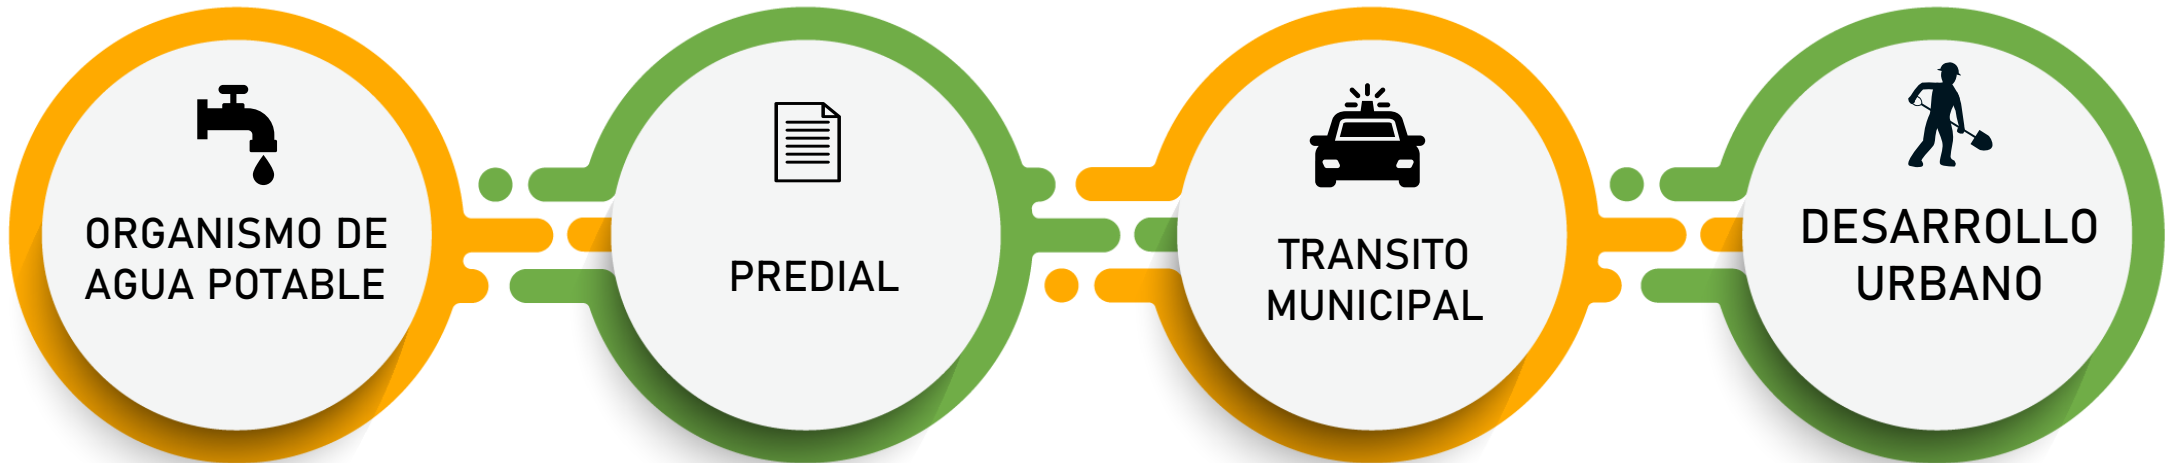 ORGANISMO DE
AGUA POTABLE
PREDIAL
TRANSITO
MUNICIPAL
DESARROLLO
URBANO